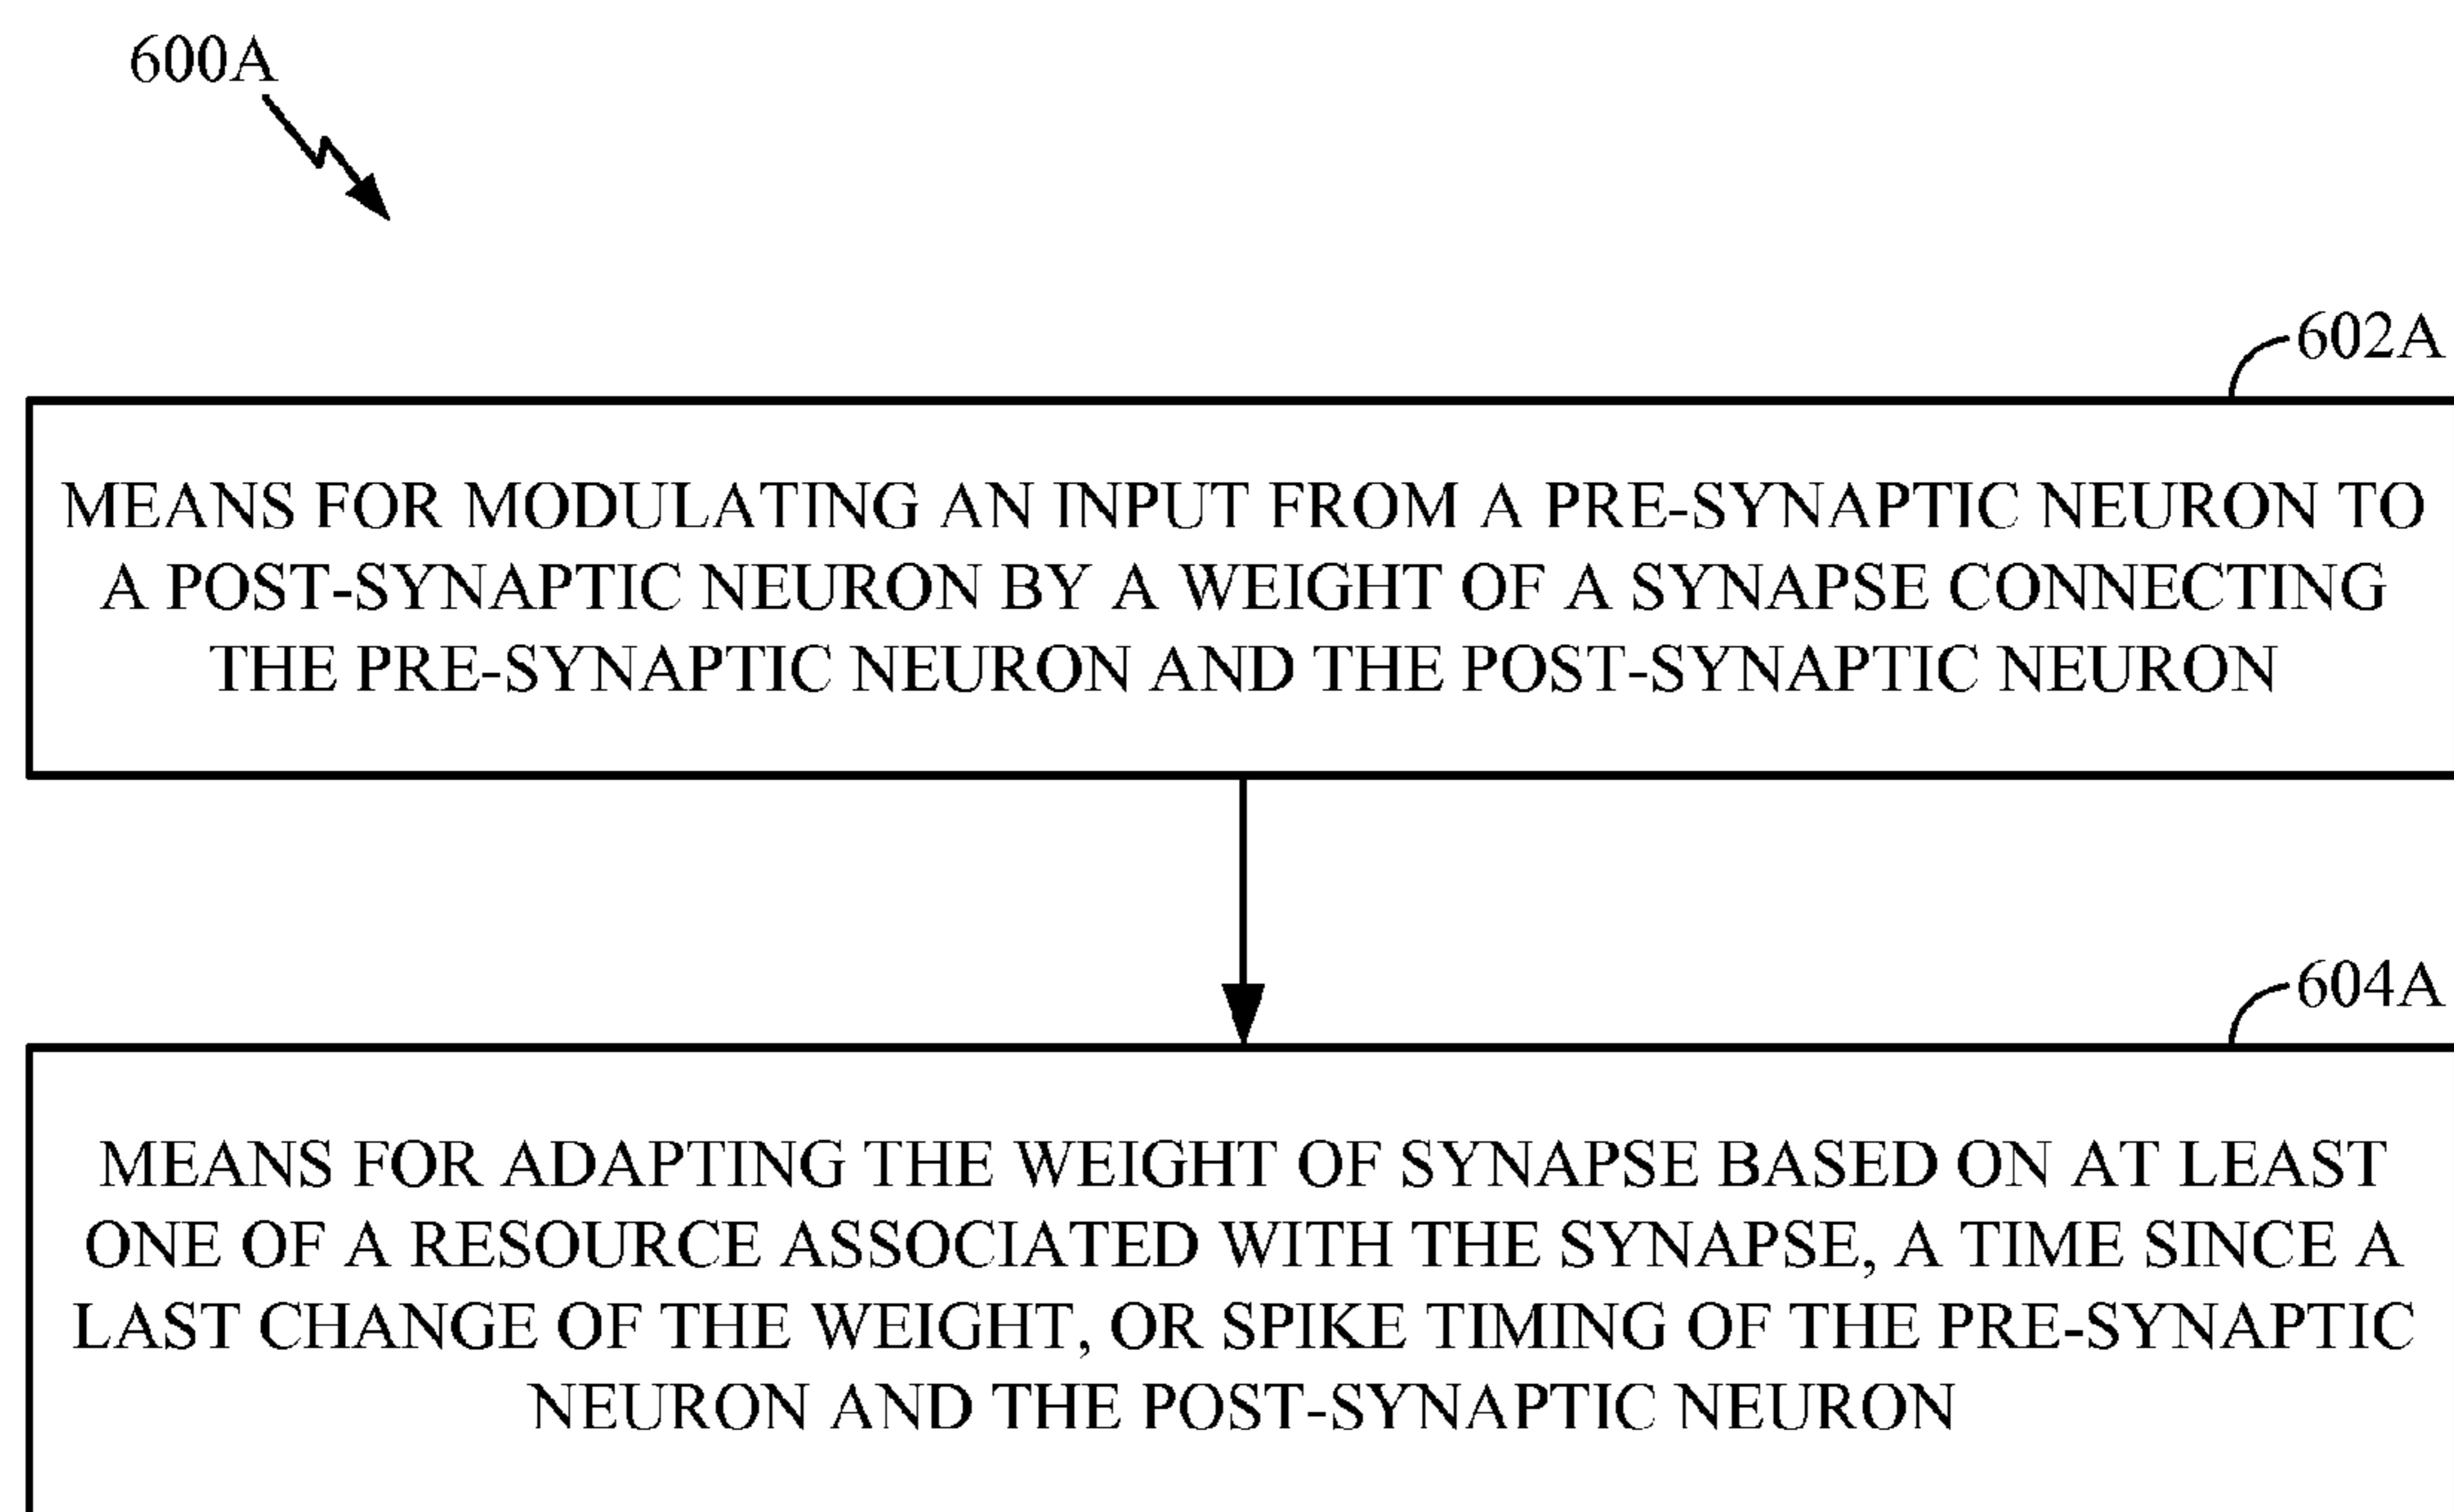 600A
602A
MEANS FOR MODULATING AN INPUT FROM A PRE-SYNAPTIC NEURON TO
A POST-SYNAPTIC NEURON BY A WEIGHT OF A SYNAPSE CONNECTING
THE PRE-SYNAPTIC NEURON AND THE POST-SYNAPTIC NEURON
604A
MEANS FOR ADAPTING THE WEIGHT OF SYNAPSE BASED ON AT LEAST
ONE OF A RESOURCE ASSOCIATED WITH THE SYNAPSE, A TIME SINCE A
LAST CHANGE OF THE WEIGHT, OR SPIKE TIMING OF THE PRE-SYNAPTIC
NEURON AND THE POST-SYNAPTIC NEURON